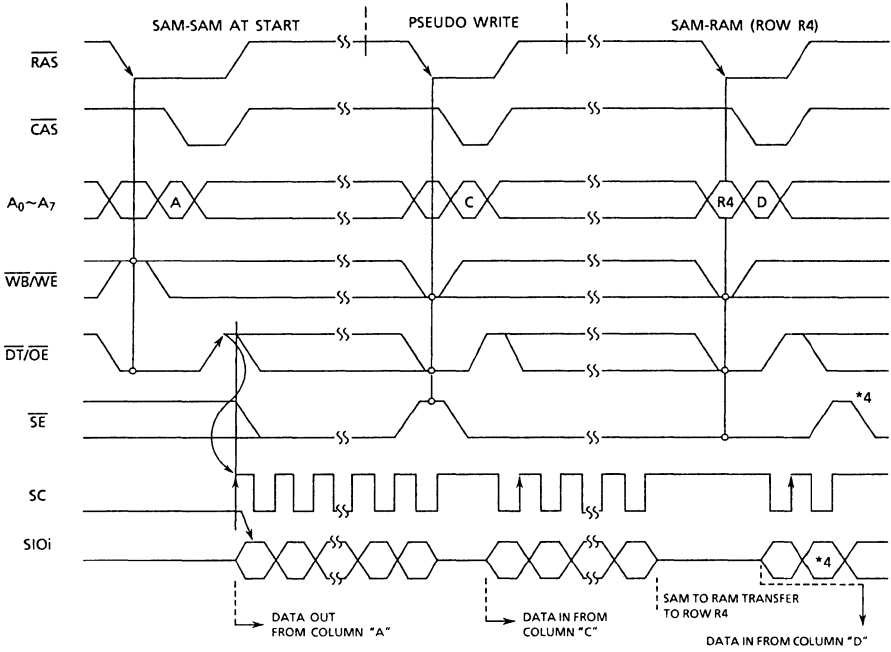 SAM-SAM AT START
PSEUDO WRITE
SAM-RAM (ROW R4)
RAS
CAS
A0~A7
A
C
R4
D
WB/WE
DT/OE
SE
*4
SC
SIOi
*4
DATA OUT
FROM COLUMN "A"
DATA IN FROM
COLUMN "C"
SAM TO RAM TRANSFER
TO ROW R4
DATA IN FROM COLUMN "D"